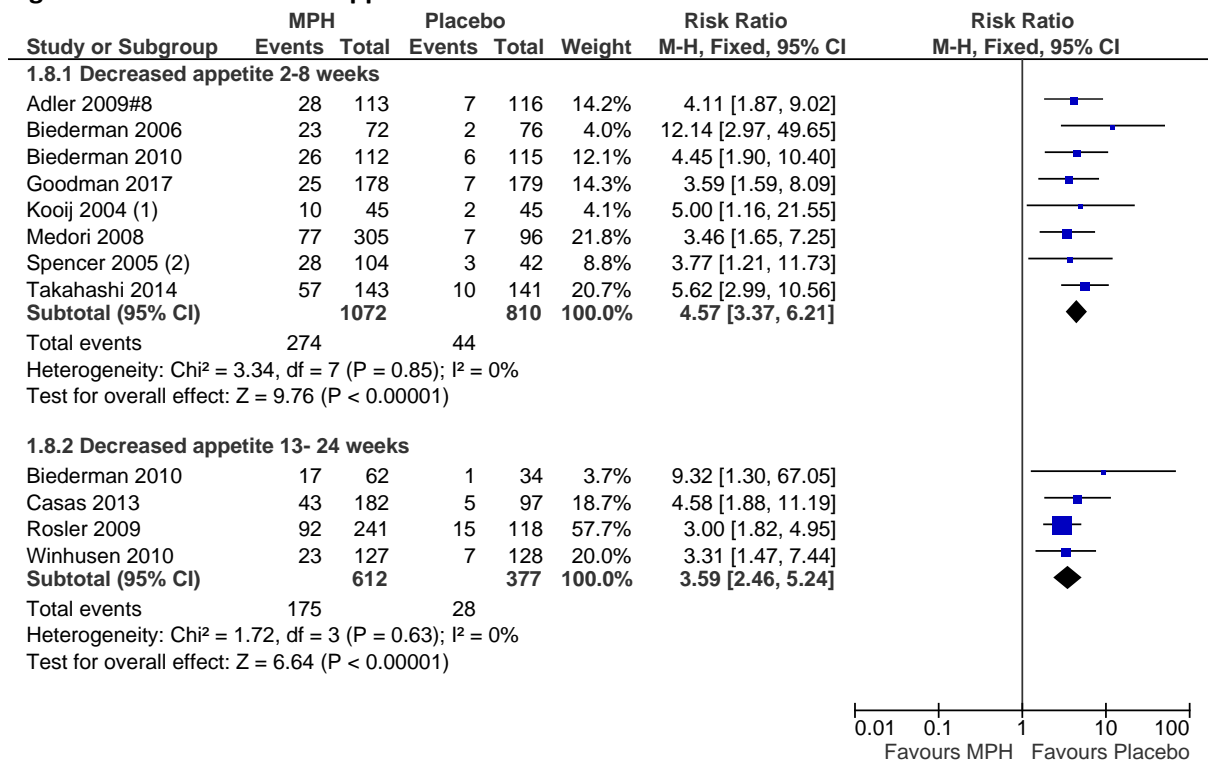 MPH Placebo Risk Ratio Risk Ratio
Study or Subgroup Events Total Events Total Weight M-H, Fixed, 95% CI M-H, Fixed, 95% CI
1.8.1 Decreased appetite 2-8 weeks
Adler 2009#8 28 113 7 116 14.2% 4.11 [1.87, 9.02]
Biederman 2006 23 72 2 76 4.0% 12.14 [2.97, 49.65]
Biederman 2010 26 112 6 115 12.1% 4.45 [1.90, 10.40]
Goodman 2017 25 178 7 179 14.3% 3.59 [1.59, 8.09]
Kooij 2004 (1) 10 45 2 45 4.1% 5.00 [1.16, 21.55]
Medori 2008 77 305 7 96 21.8% 3.46 [1.65, 7.25]
Spencer 2005 (2) 28 104 3 42 8.8% 3.77 [1.21, 11.73]
Takahashi 2014 57 143 10 141 20.7% 5.62 [2.99, 10.56]
Subtotal (95% CI) 1072 810 100.0% 4.57 [3.37, 6.21]
Total events 274 44
Heterogeneity: Chi² = 3.34, df = 7 (P = 0.85); I² = 0%
Test for overall effect: Z = 9.76 (P < 0.00001)
1.8.2 Decreased appetite 13- 24 weeks
Biederman 2010 17 62 1 34 3.7% 9.32 [1.30, 67.05]
Casas 2013 43 182 5 97 18.7% 4.58 [1.88, 11.19]
Rosler 2009 92 241 15 118 57.7% 3.00 [1.82, 4.95]
Winhusen 2010 23 127 7 128 20.0% 3.31 [1.47, 7.44]
Subtotal (95% CI) 612 377 100.0% 3.59 [2.46, 5.24]
Total events 175 28
Heterogeneity: Chi² = 1.72, df = 3 (P = 0.63); I² = 0%
Test for overall effect: Z = 6.64 (P < 0.00001)
0.01 0.1 1 10 100
Favours MPH Favours Placebo